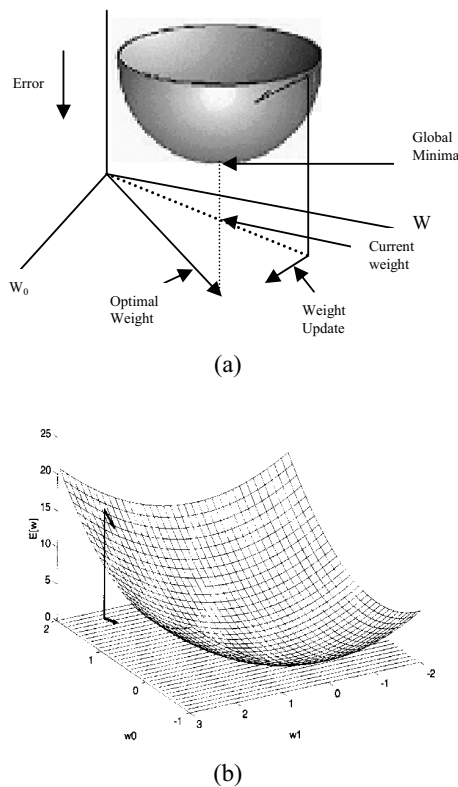 Error
Global
Minima
W
Current
weight
W₀
Optimal
Weight
Weight
Update
(a)
25
20
15
10
5
0
E[w]
2
1
0
-1
w0
3
2
1
0
-1
-2
w1
(b)